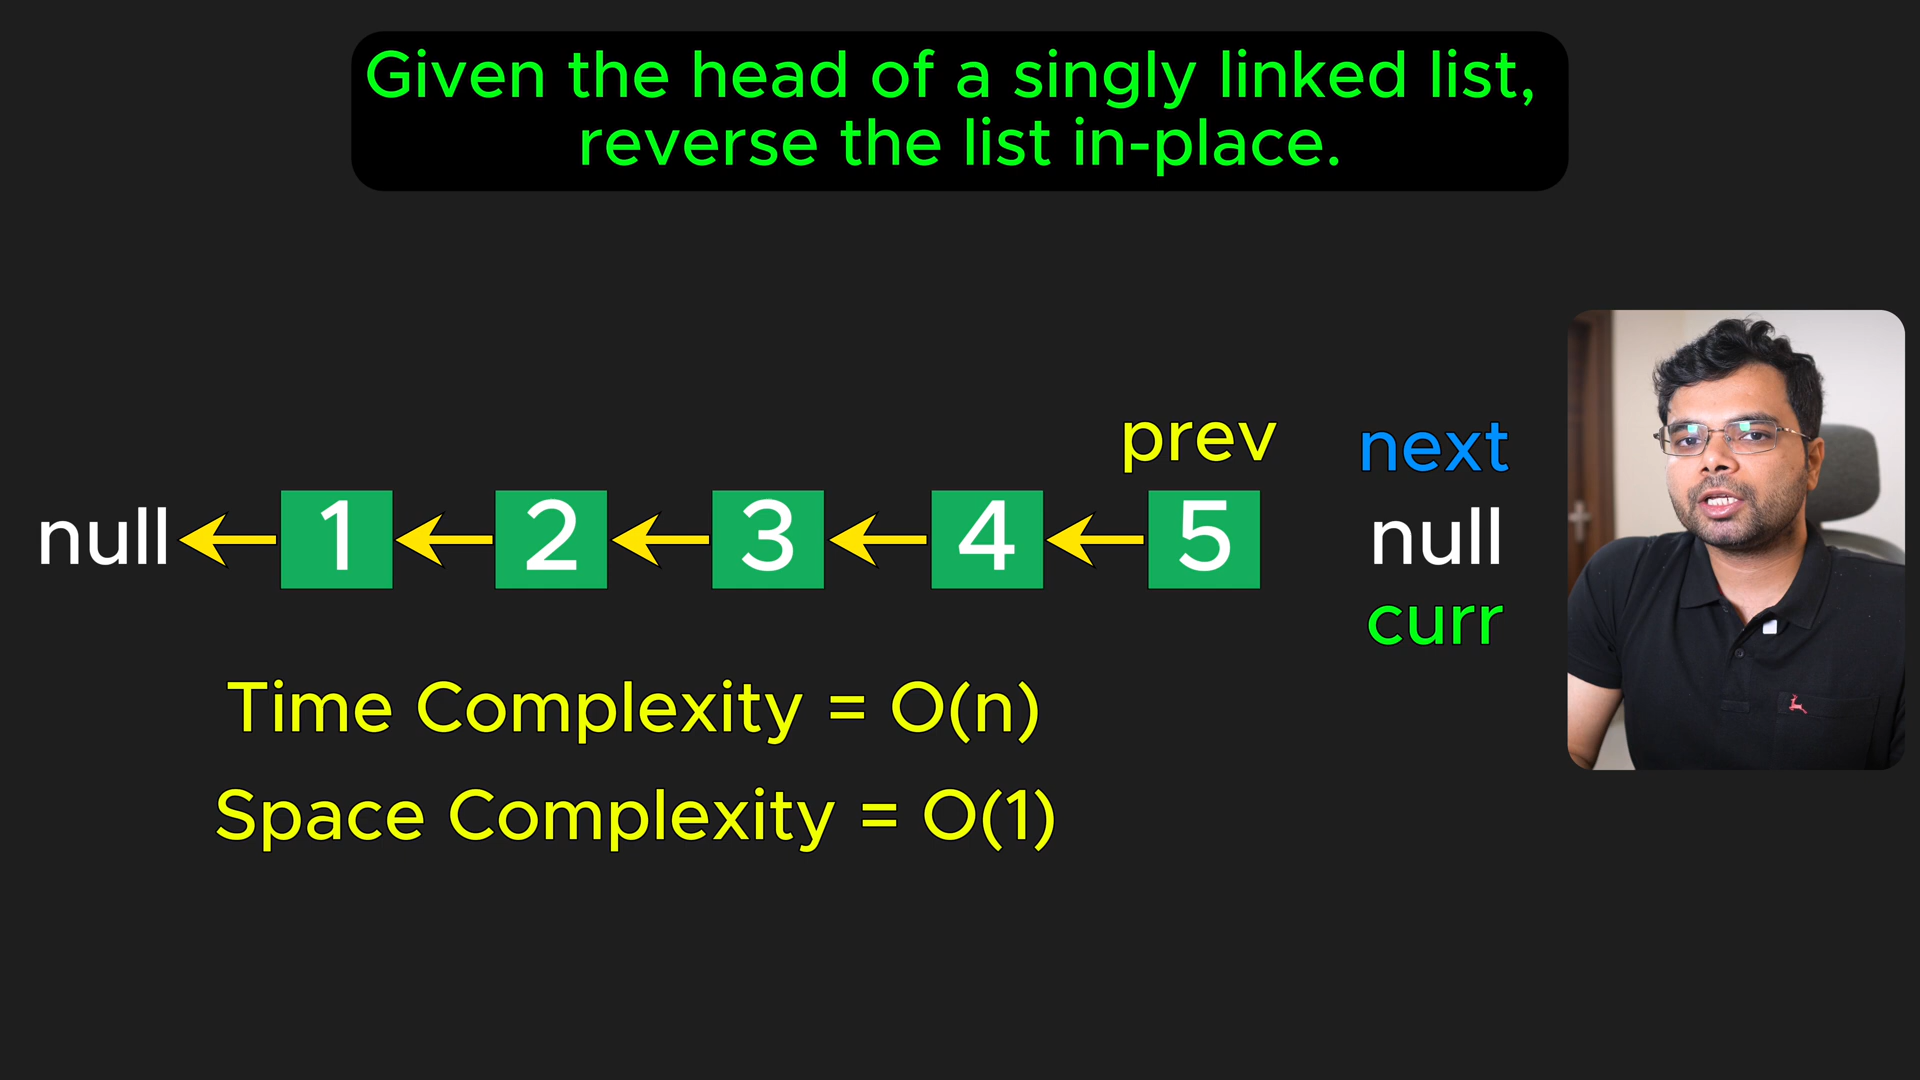 Given the head of a singly linked list,
reverse the list in-place.
prev next
null 1 2 3 4 5 null
curr
Time Complexity = O(n)
Space Complexity = O(1)